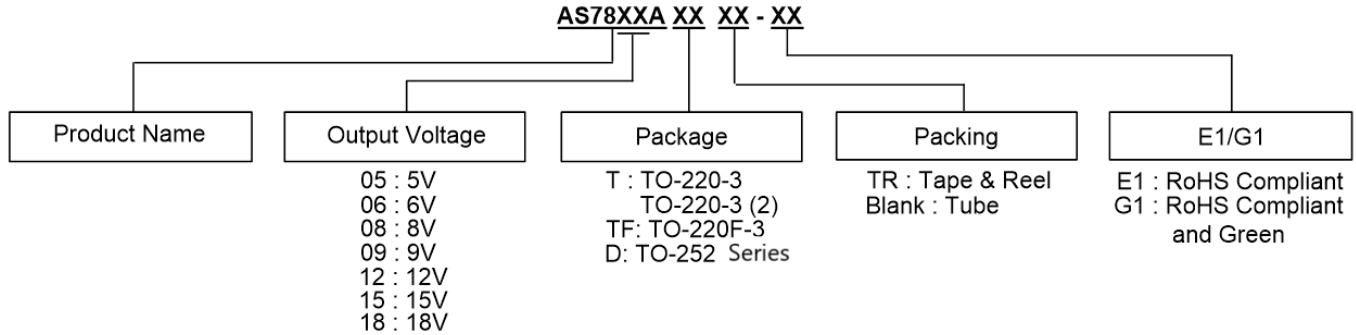 AS78XXA XX XX - XX
Product Name
Output Voltage
05 : 5V
06 : 6V
08 : 8V
09 : 9V
12 : 12V
15 : 15V
18 : 18V
Package
T : TO-220-3
TO-220-3 (2)
TF: TO-220F-3
D: TO-252 Series
Packing
TR : Tape & Reel
Blank : Tube
E1/G1
E1 : RoHS Compliant
G1 : RoHS Compliant
and Green